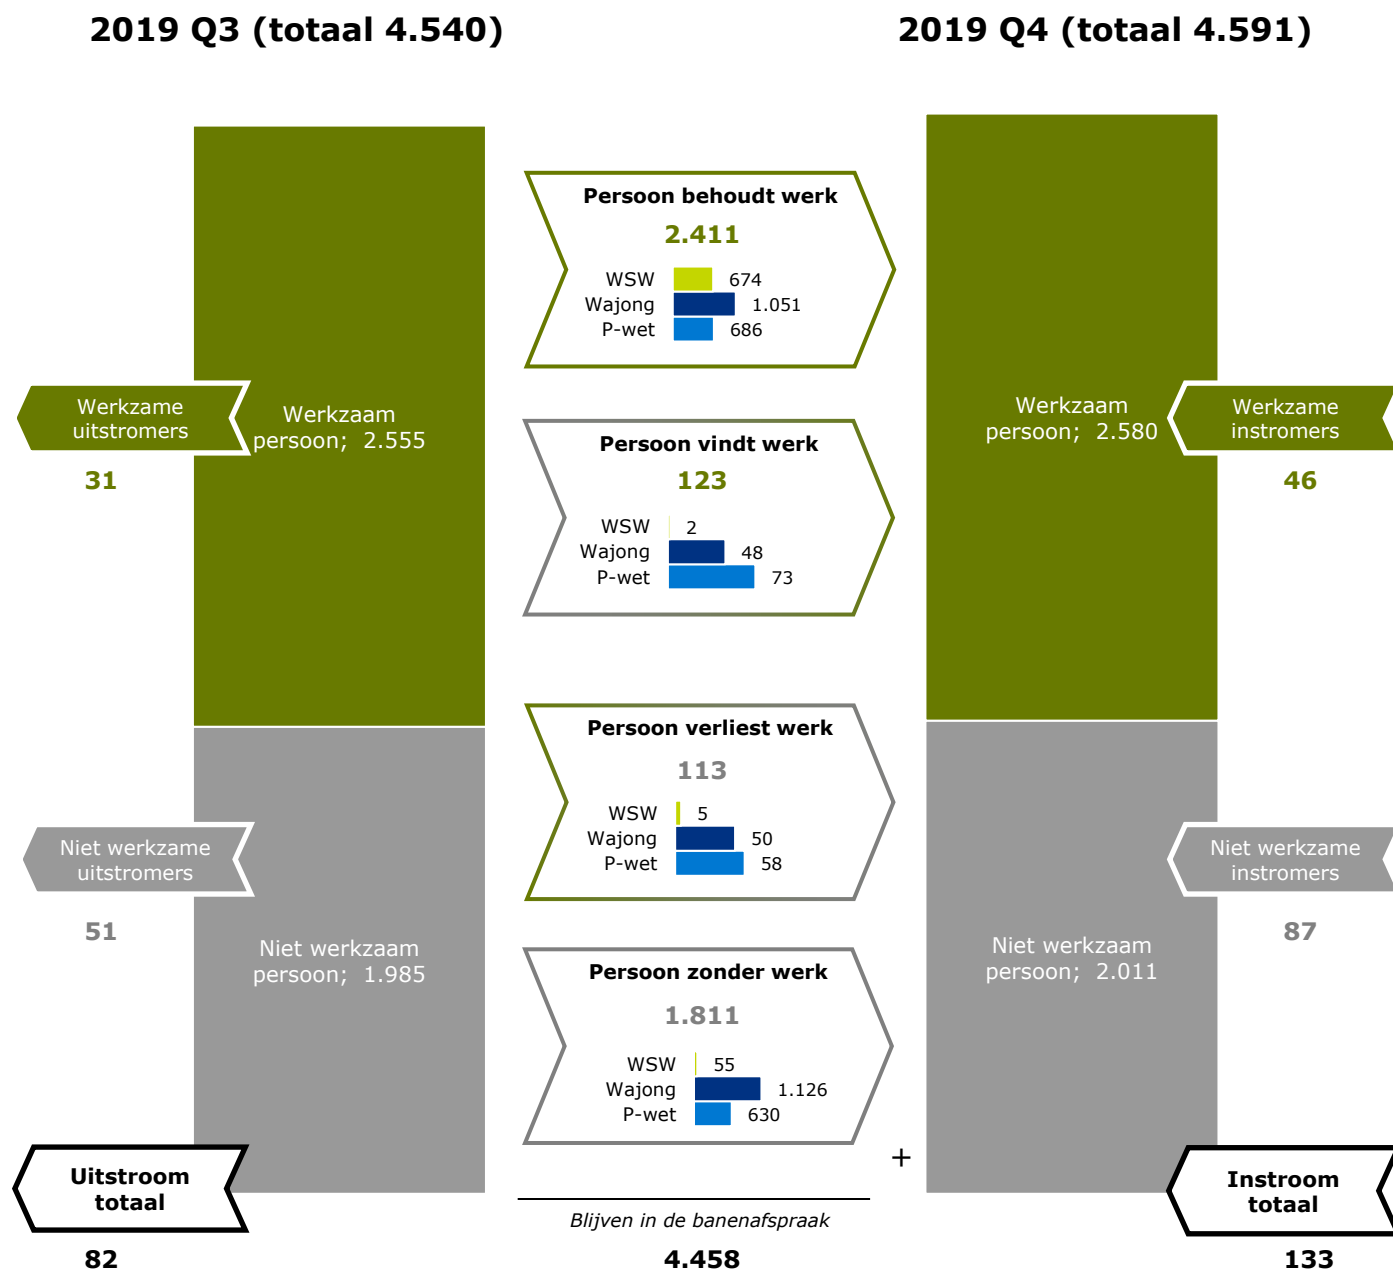 2019 Q3 (totaal 4.540)
2019 Q4 (totaal 4.591)
Persoon behoudt werk
2.411
WSW 674
Wajong 1.051
P-wet 686
Werkzame
uitstromers
31
Werkzaam
persoon; 2.555
Werkzaam
persoon; 2.580
Werkzame
instromers
46
Persoon vindt werk
123
WSW 2
Wajong 48
P-wet 73
Persoon verliest werk
113
WSW 5
Wajong 50
P-wet 58
Niet werkzame
uitstromers
51
Niet werkzaam
persoon; 1.985
Niet werkzaam
persoon; 2.011
Niet werkzame
instromers
87
Persoon zonder werk
1.811
WSW 55
Wajong 1.126
P-wet 630
+
Uitstroom
totaal
82
Blijven in de banenafspraak
4.458
Instroom
totaal
133